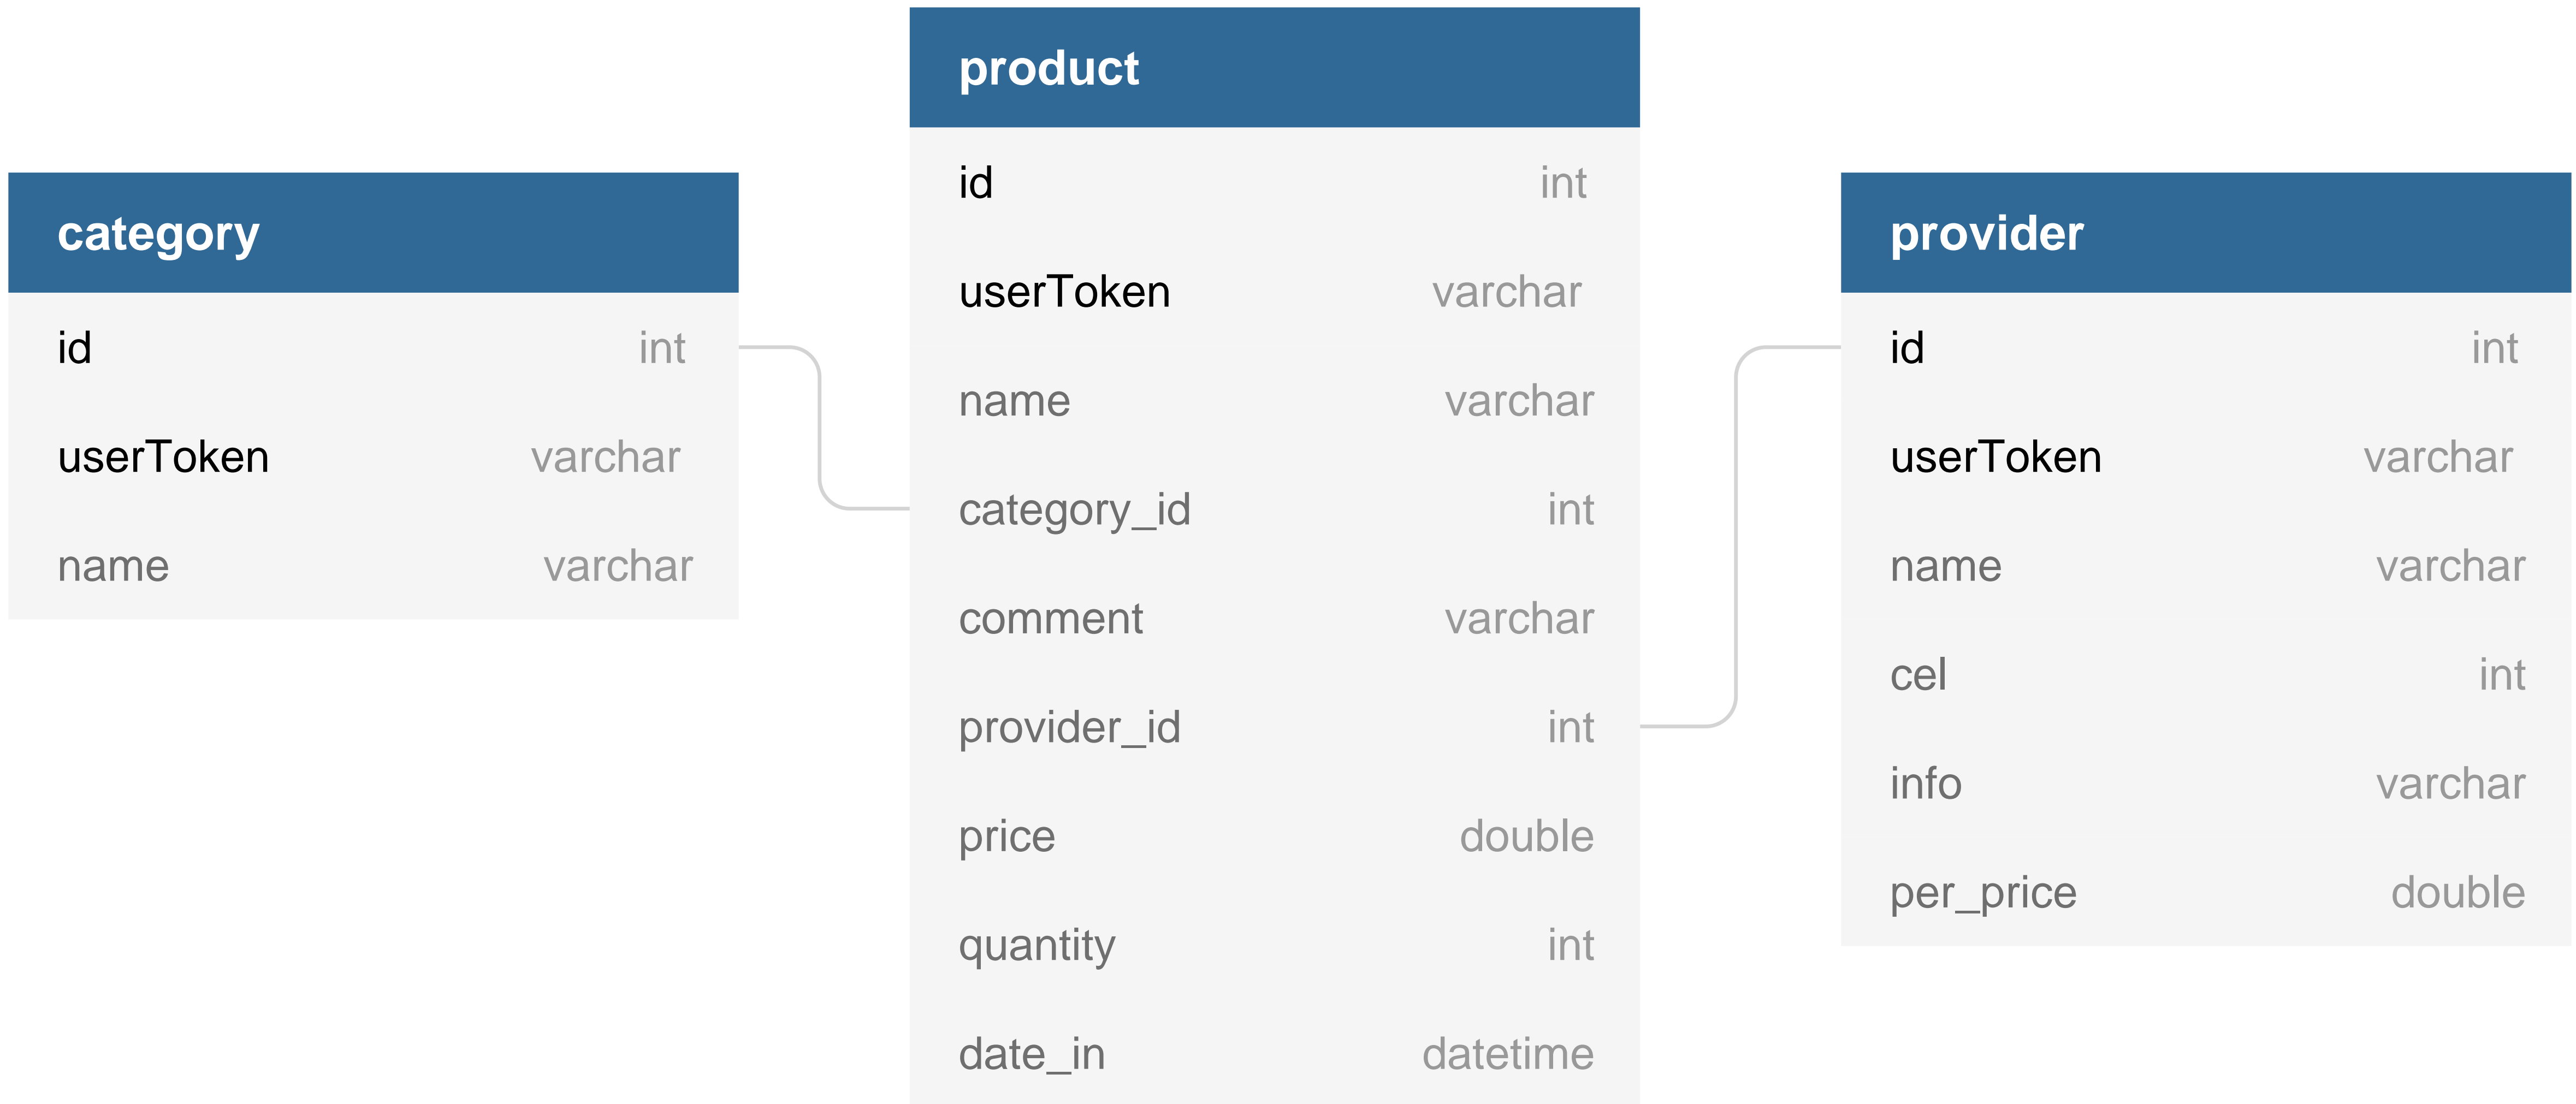 category
id int
userToken varchar
name varchar
product
id int
userToken varchar
name varchar
category_id int
comment varchar
provider_id int
price double
quantity int
date_in datetime
provider
id int
userToken varchar
name varchar
cel int
info varchar
per_price double